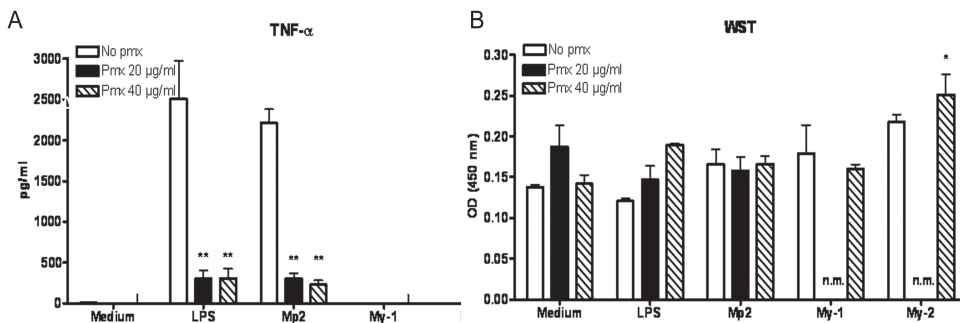 A
TNF-α
No pmx
Pmx 20 µg/ml
Pmx 40 µg/ml
3000
2500
2000
1500
1000
500
0
pg/ml
** **
** **
Medium LPS Mp2 My-1
B
WST
No pmx
Pmx 20 µg/ml
Pmx 40 µg/ml
0.30
0.25
0.20
0.15
0.10
0.05
0.00
OD (450 nm)
*
n.m.
n.m.
Medium LPS Mp2 My-1 My-2